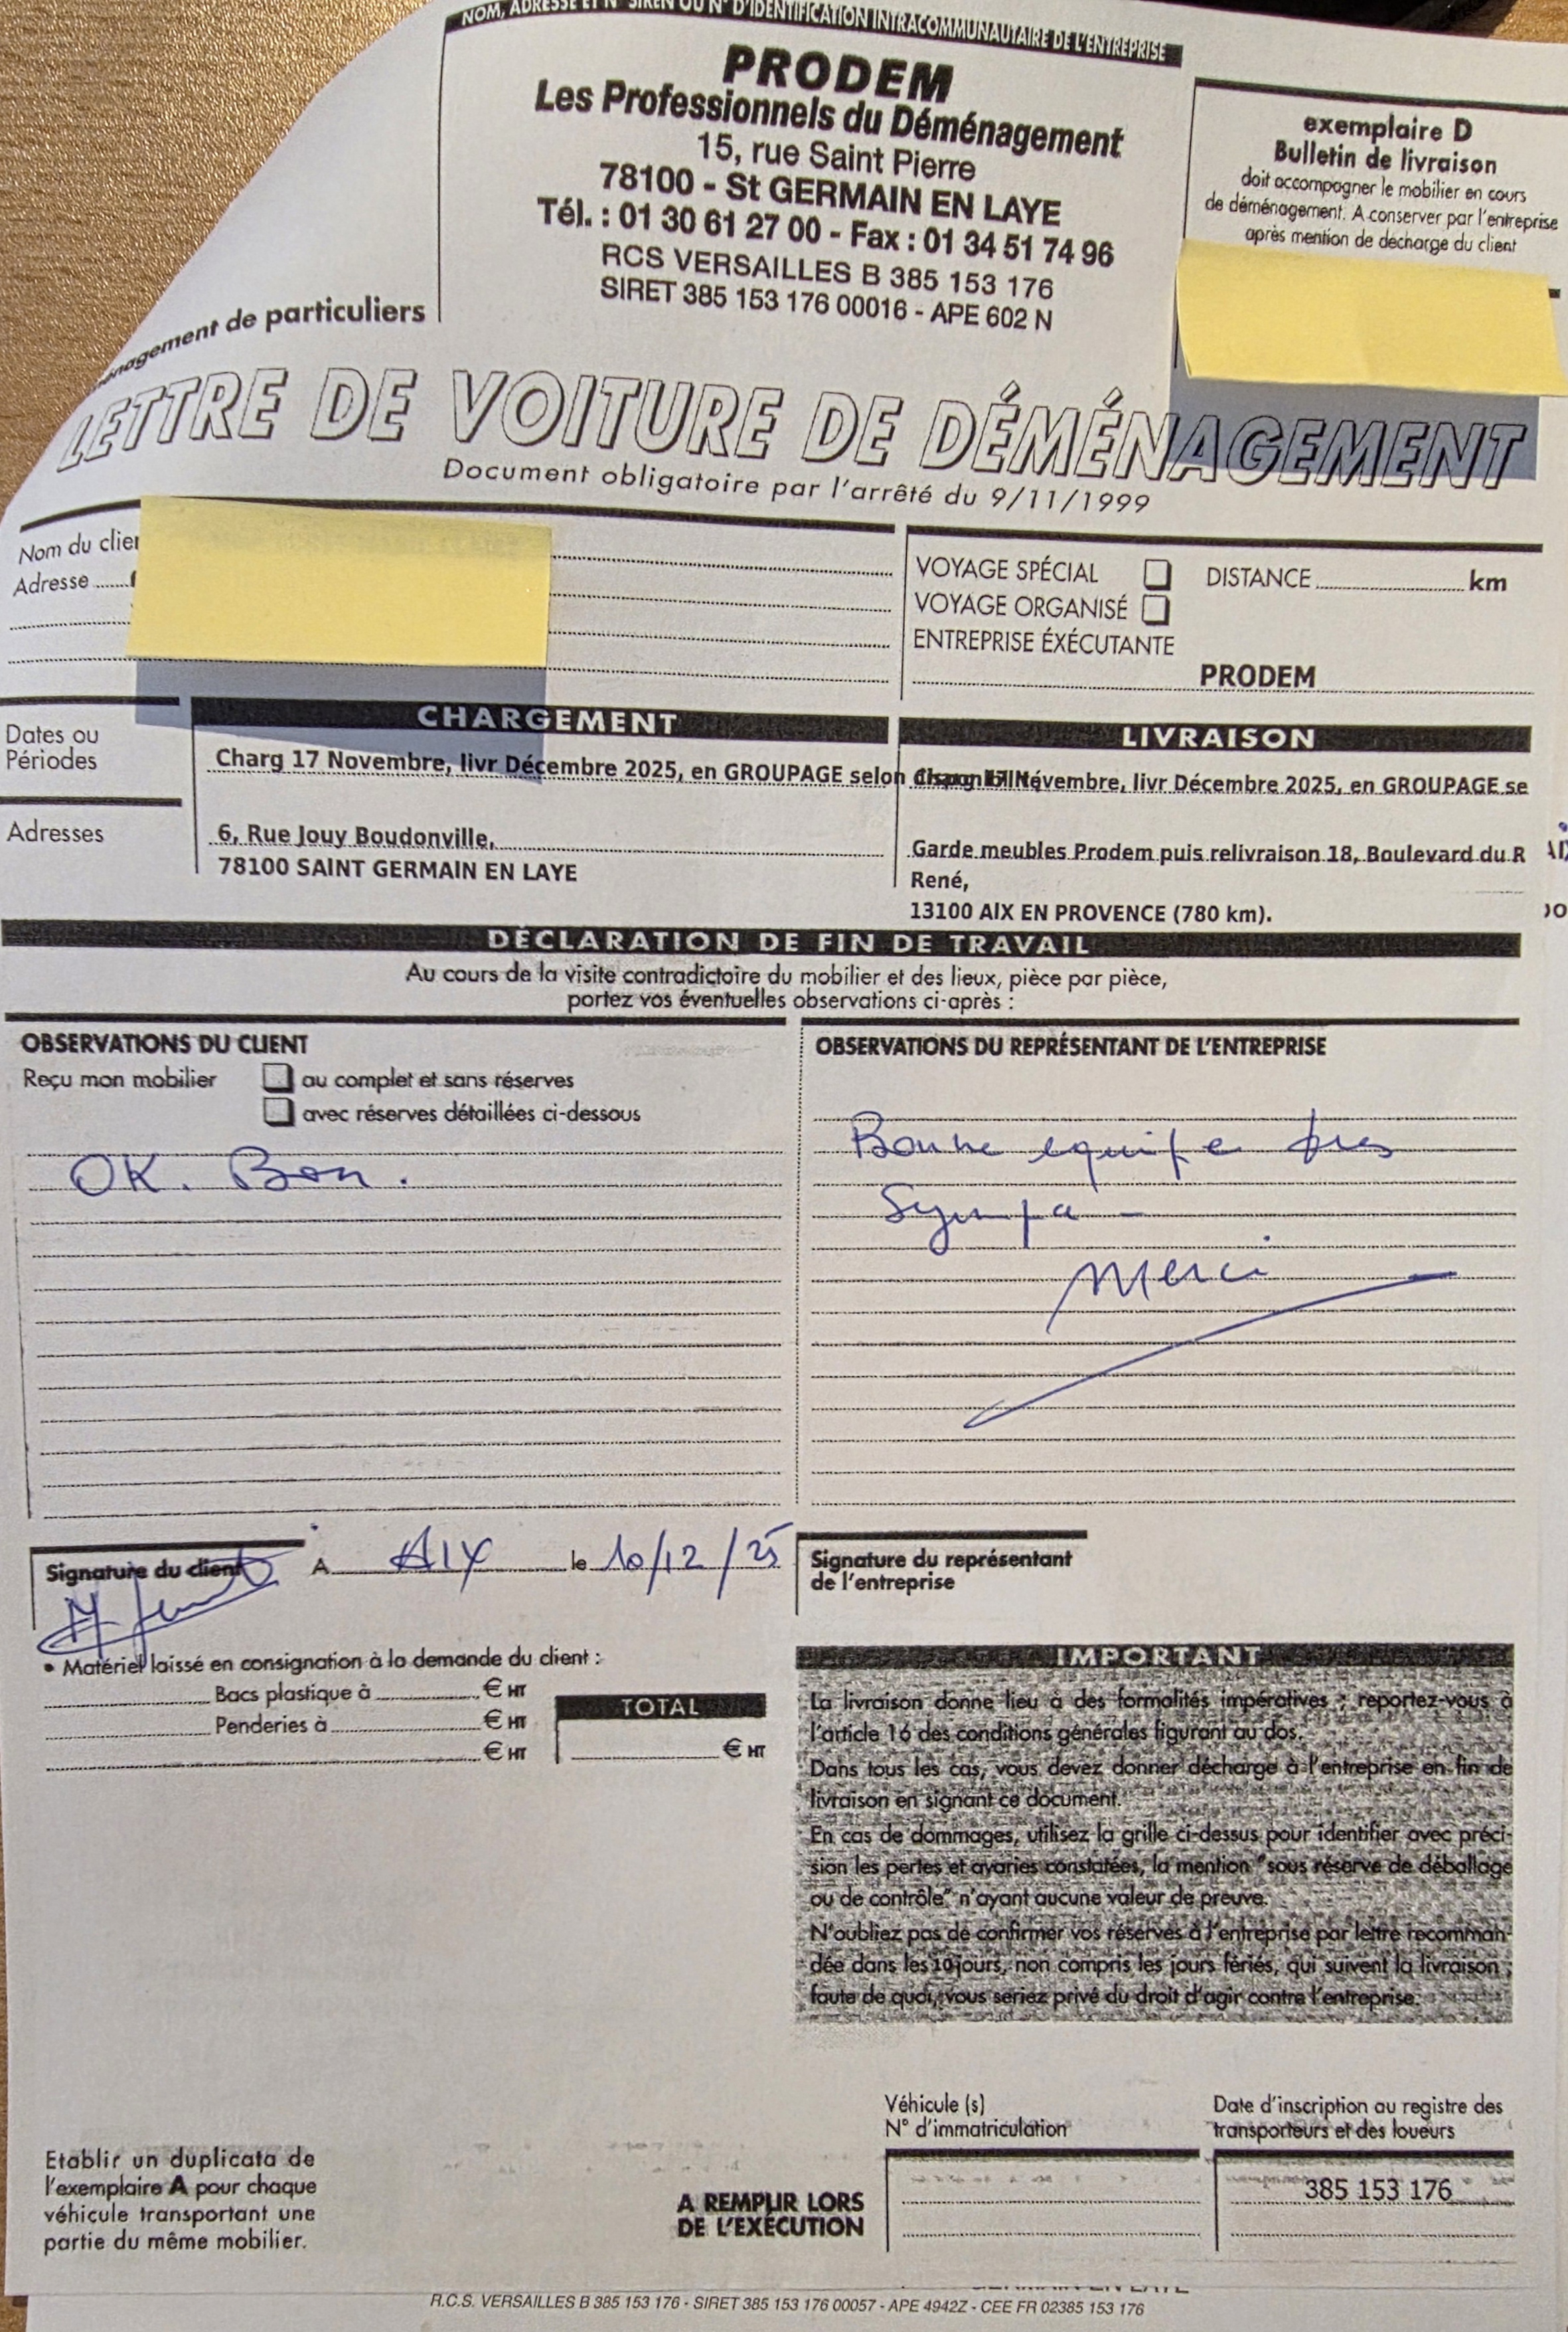 NOM, ADRESSE ET N° SIREN OU N° D'IDENTIFICATION INTRACOMMUNAUTAIRE DE L'ENTREPRISE
PRODEM
Les Professionnels du Déménagement
15, rue Saint Pierre
78100 - St GERMAIN EN LAYE
Tél. : 01 30 61 27 00 - Fax : 01 34 51 74 96
RCS VERSAILLES B 385 153 176
SIRET 385 153 176 00016 - APE 602 N
exemplaire D
Bulletin de livraison
doit accompagner le mobilier en cours
de déménagement. A conserver par l'entreprise
après mention de décharge du client
de particuliers
LETTRE DE VOITURE DE DÉMÉNAGEMENT
Document obligatoire par l'arrêté du 9/11/1999
Nom du clien
Adresse
VOYAGE SPÉCIAL
DISTANCE km
VOYAGE ORGANISÉ
ENTREPRISE ÉXÉCUTANTE
PRODEM
CHARGEMENT
LIVRAISON
Dates ou
Périodes
Charg 17 Novembre, livr Décembre 2025, en GROUPAGE selon
Charg 17 Novembre, livr Décembre 2025, en GROUPAGE se
Adresses
6, Rue Jouy Boudonville,
78100 SAINT GERMAIN EN LAYE
Garde meubles Prodem puis relivraison 18, Boulevard du R
René,
13100 AIX EN PROVENCE (780 km).
DÉCLARATION DE FIN DE TRAVAIL
Au cours de la visite contradictoire du mobilier et des lieux, pièce par pièce,
portez vos éventuelles observations ci-après :
OBSERVATIONS DU CLIENT
Reçu mon mobilier au complet et sans réserves
avec réserves détaillées ci-dessous
OK. Bon.
OBSERVATIONS DU REPRÉSENTANT DE L'ENTREPRISE
Bonne equipe tres
Sympa -
Merci
Signature du client
A AIX le 10/12/25
Signature du représentant
de l'entreprise
• Matériel laissé en consignation à la demande du client :
Bacs plastique à € HT
Penderies à € HT
€ HT
TOTAL
€ HT
IMPORTANT
La livraison donne lieu à des formalités impératives ; reportez-vous à
l'article 16 des conditions générales figurant au dos.
Dans tous les cas, vous devez donner décharge à l'entreprise en fin de
livraison en signant ce document.
En cas de dommages, utilisez la grille ci-dessus pour identifier avec préci-
sion les pertes et avaries constatées, la mention "sous réserve de déballage
ou de contrôle" n'ayant aucune valeur de preuve.
N'oubliez pas de confirmer vos réserves à l'entreprise par lettre recomman-
dée dans les 10 jours, non compris les jours fériés, qui suivent la livraison ;
faute de quoi, vous seriez privé du droit d'agir contre l'entreprise.
Etablir un duplicata de
l'exemplaire A pour chaque
véhicule transportant une
partie du même mobilier.
A REMPLIR LORS
DE L'EXÉCUTION
Véhicule (s)
N° d'immatriculation
Date d'inscription au registre des
transporteurs et des loueurs
385 153 176
R.C.S. VERSAILLES B 385 153 176 - SIRET 385 153 176 00057 - APE 4942Z - CEE FR 02385 153 176